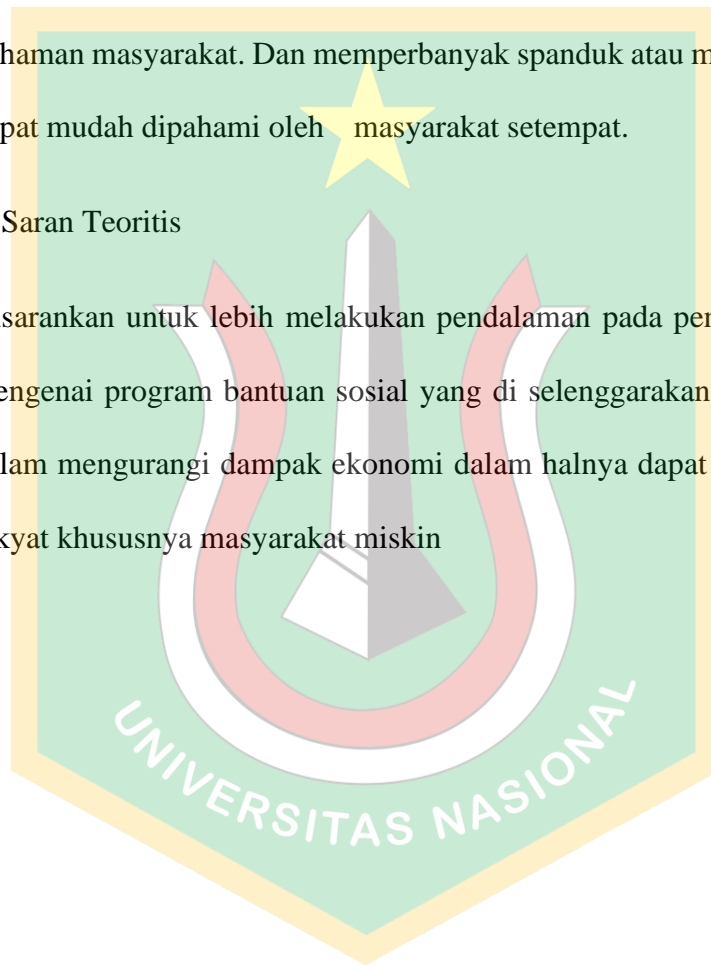 haman masyarakat. Dan memperbanyak spanduk atau m
pat mudah dipahami oleh masyarakat setempat.
Saran Teoritis
sarankan untuk lebih melakukan pendalaman pada per
engenai program bantuan sosial yang di selenggarakan
lam mengurangi dampak ekonomi dalam halnya dapat
kyat khususnya masyarakat miskin
UNIVERSITAS NASIONAL